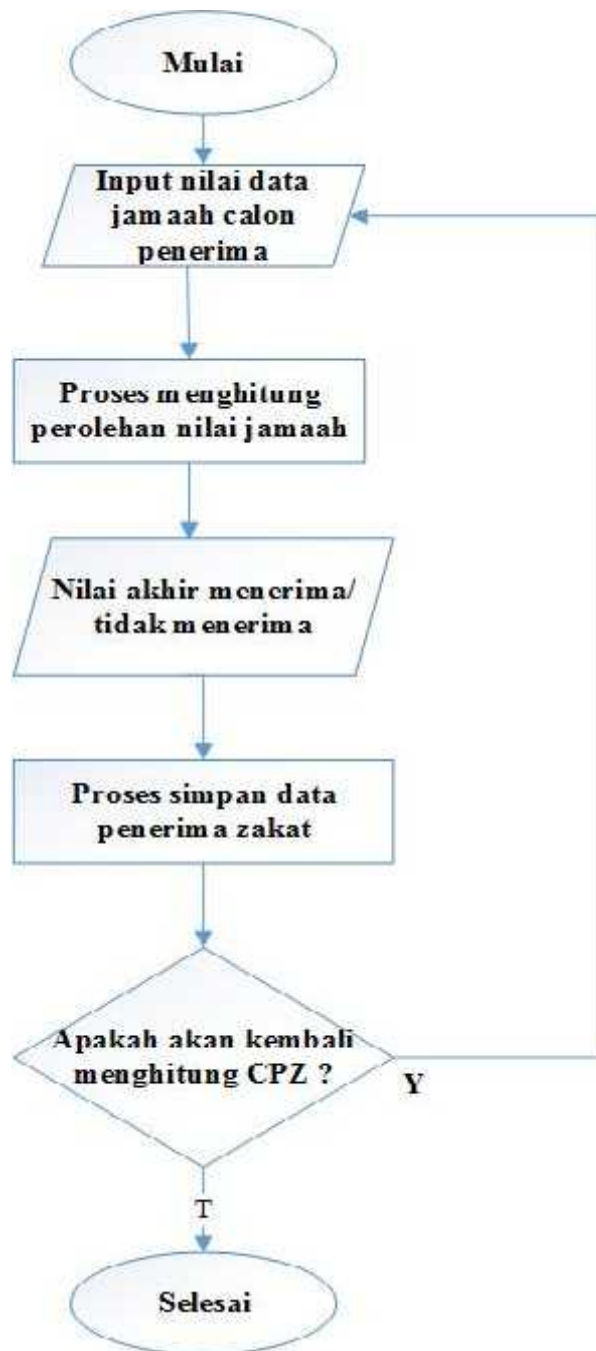 Mulai
Input nilai data
jamaah calon
penerima
Proses menghitung
perolehan nilai jamaah
Nilai akhir menerima/
tidak menerima
Proses simpan data
penerima zakat
Apakah akan kembali
menghitung CPZ ?
Y
T
Selesai